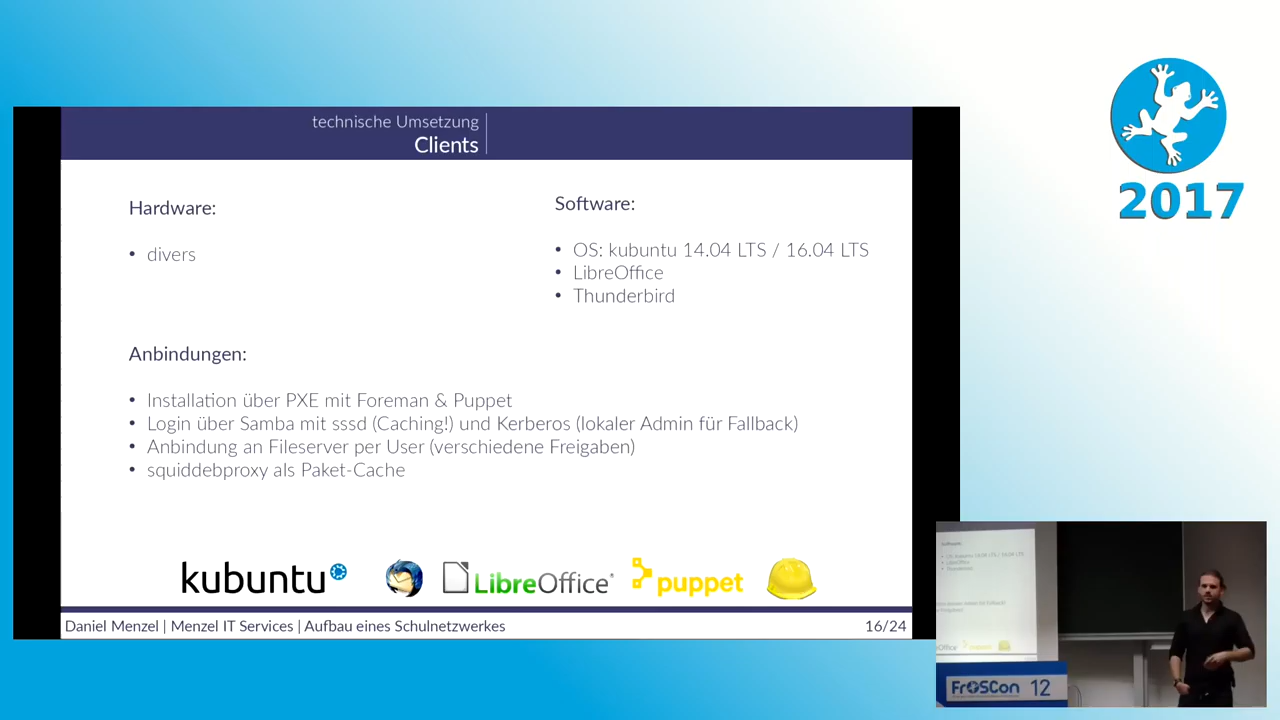 technische Umsetzung
Clients
Hardware:
• divers
Software:
• OS: kubuntu 14.04 LTS / 16.04 LTS
• LibreOffice
• Thunderbird
Anbindungen:
• Installation über PXE mit Foreman & Puppet
• Login über Samba mit sssd (Caching!) und Kerberos (lokaler Admin für Fallback)
• Anbindung an Fileserver per User (verschiedene Freigaben)
• squiddebproxy als Paket-Cache
kubuntu
LibreOffice
puppet
Daniel Menzel | Menzel IT Services | Aufbau eines Schulnetzwerkes
16/24
2017
FrOSCon 12